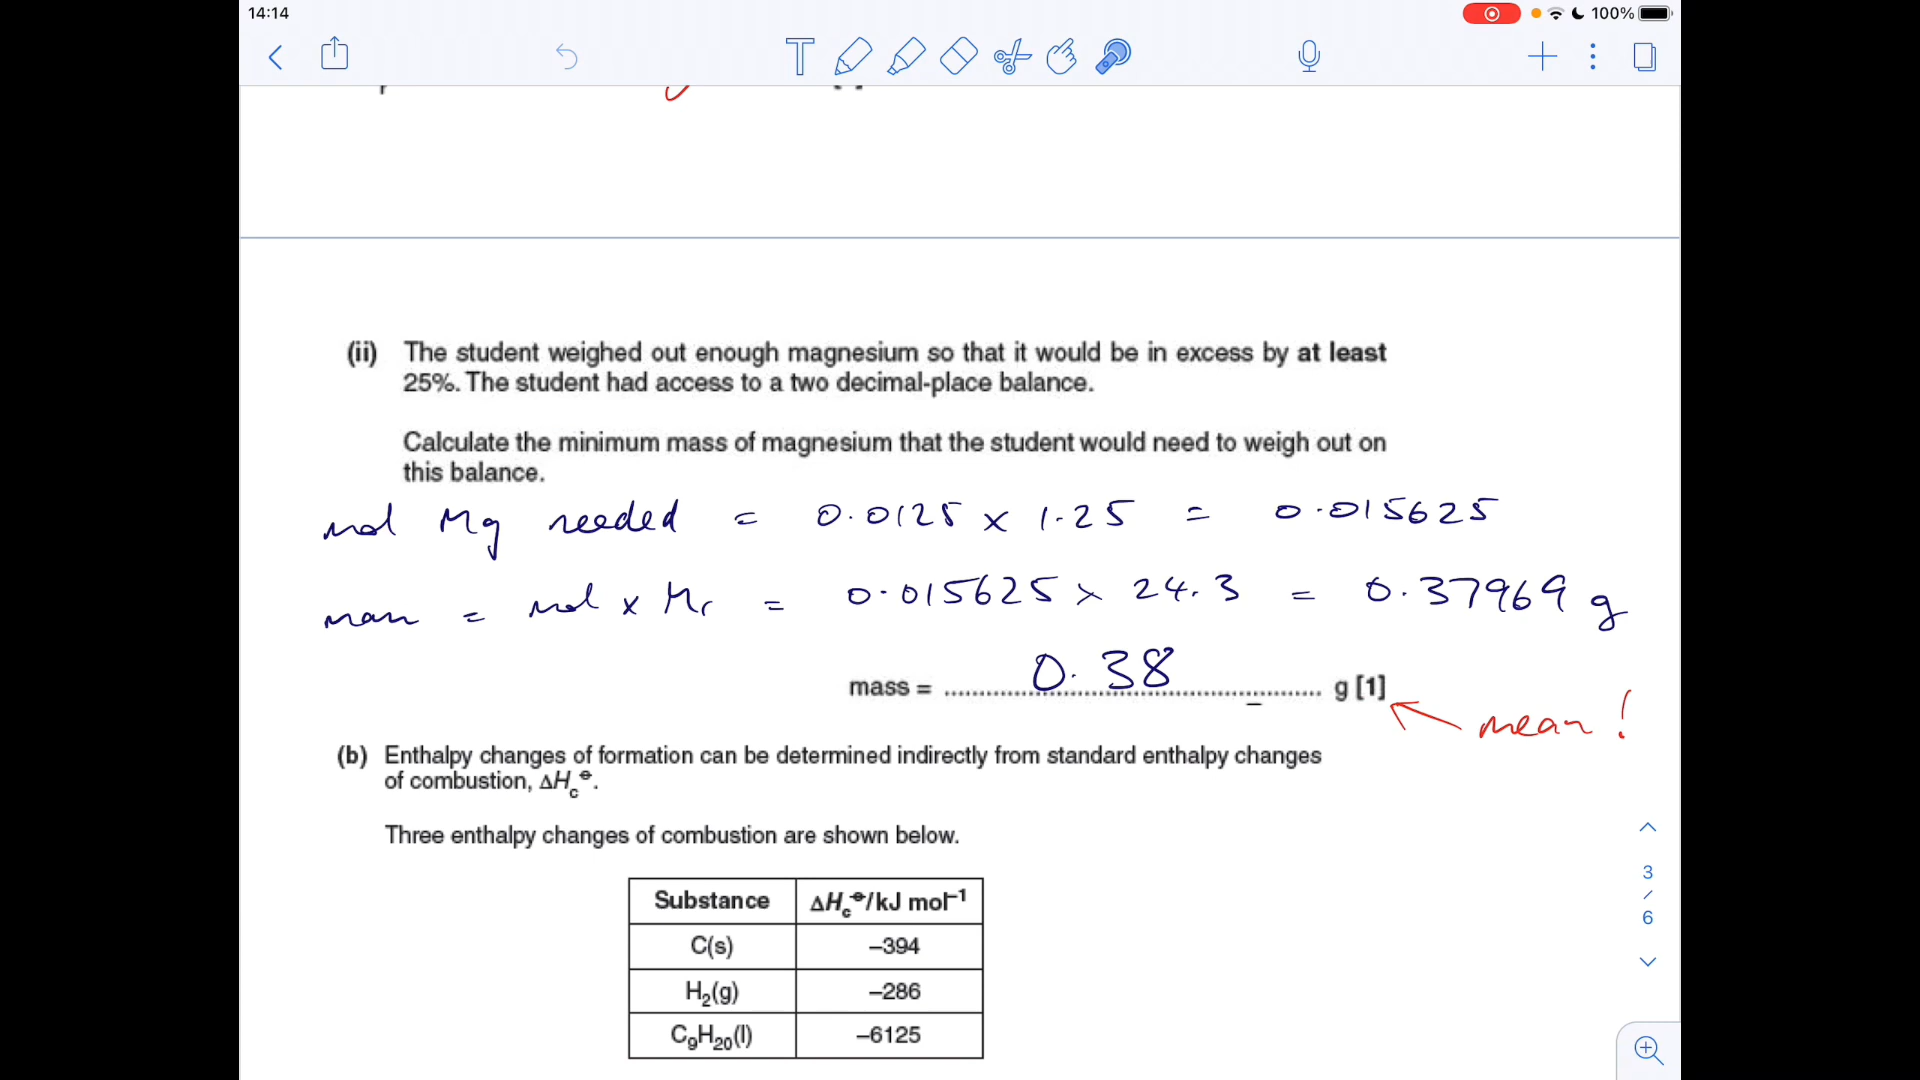 14:14
100%
T
(ii) The student weighed out enough magnesium so that it would be in excess by at least
25%. The student had access to a two decimal-place balance.
Calculate the minimum mass of magnesium that the student would need to weigh out on
this balance.
mol Mg needed = 0.0125 x 1.25 = 0.015625
mass = mol x Mr = 0.015625 x 24.3 = 0.37969 g
mass = ...... 0.38 ...... g [1]
mean!
(b) Enthalpy changes of formation can be determined indirectly from standard enthalpy changes
of combustion, ΔHc⦵.
Three enthalpy changes of combustion are shown below.
Substance ΔHc⦵/kJ mol⁻¹
C(s) –394
H₂(g) –286
C₉H₂₀(l) –6125
3
/
6